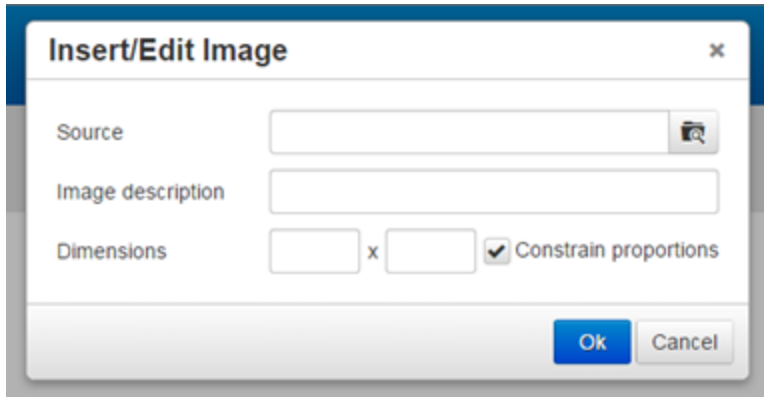 Insert/Edit Image ×
Source
Image description
Dimensions x Constrain proportions
Ok Cancel